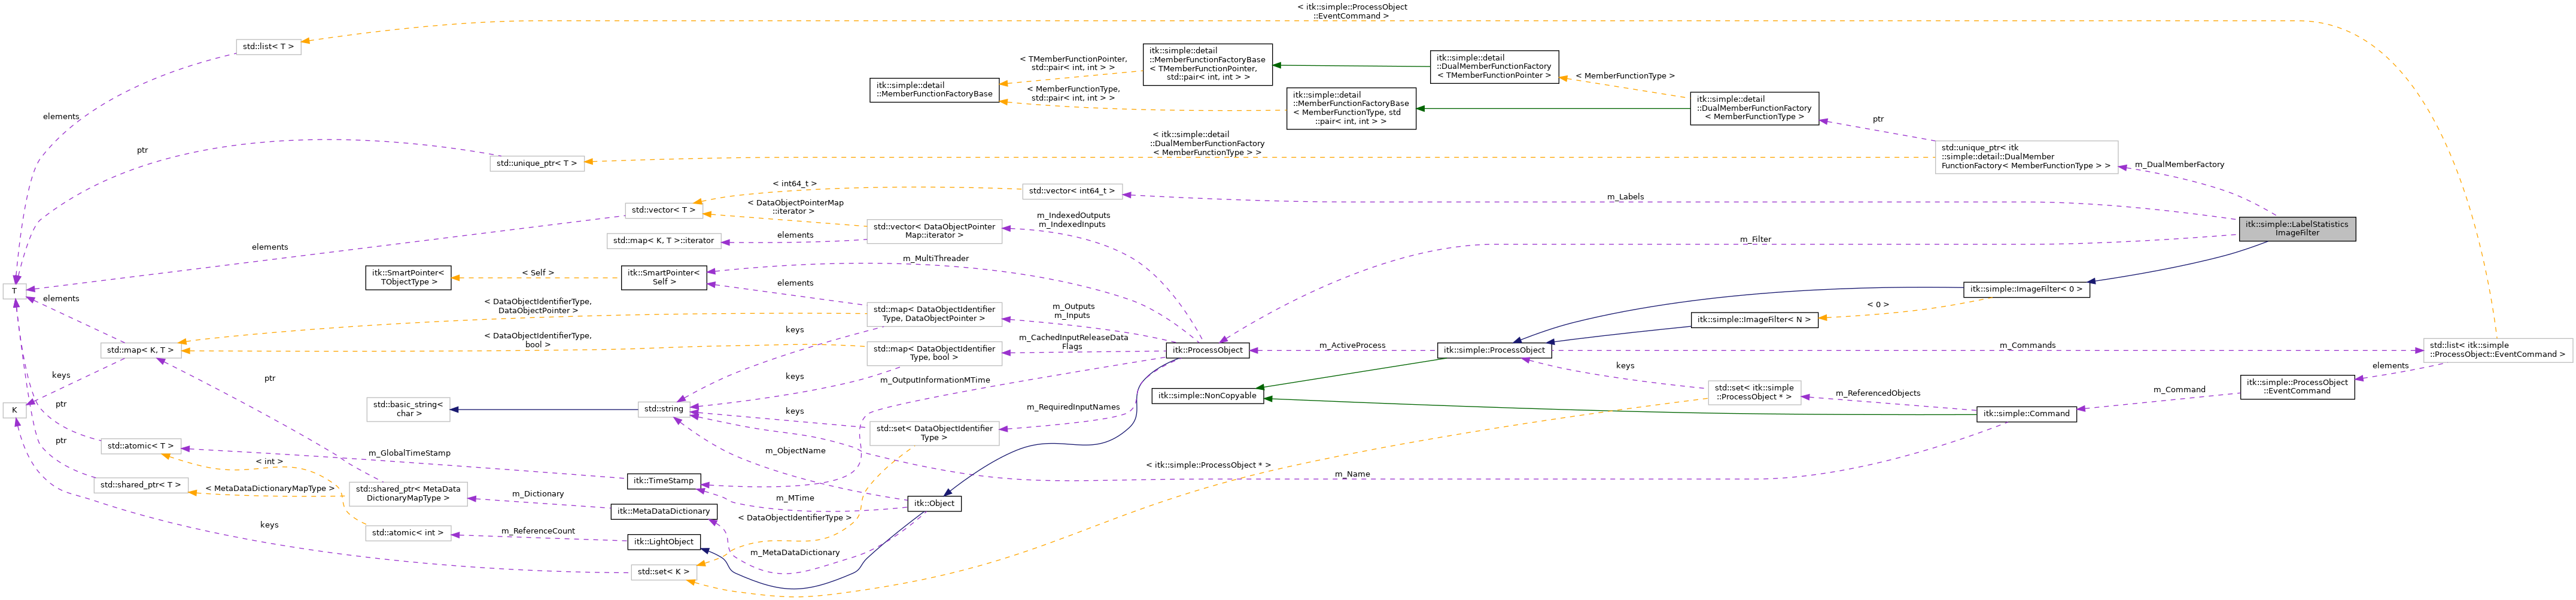 < itk::simple::ProcessObject
::EventCommand >
std::list< T >
itk::simple::detail
::MemberFunctionFactoryBase
< TMemberFunctionPointer,
std::pair< int, int > >
itk::simple::detail
::DualMemberFunctionFactory
< TMemberFunctionPointer >
< TMemberFunctionPointer,
std::pair< int, int > >
< MemberFunctionType >
itk::simple::detail
::MemberFunctionFactoryBase
< MemberFunctionType,
std::pair< int, int > >
itk::simple::detail
::MemberFunctionFactoryBase
< MemberFunctionType, std
::pair< int, int > >
itk::simple::detail
::DualMemberFunctionFactory
< MemberFunctionType >
elements
ptr
ptr
< itk::simple::detail
::DualMemberFunctionFactory
< MemberFunctionType > >
std::unique_ptr< T >
std::unique_ptr< itk
::simple::detail::DualMember
FunctionFactory< MemberFunctionType > >
m_DualMemberFactory
< int64_t >
std::vector< int64_t >
m_Labels
std::vector< T >
< DataObjectPointerMap
::iterator >
std::vector< DataObjectPointer
Map::iterator >
m_IndexedOutputs
m_IndexedInputs
itk::simple::LabelStatistics
ImageFilter
elements
std::map< K, T >::iterator
elements
m_Filter
m_MultiThreader
itk::SmartPointer<
TObjectType >
< Self >
itk::SmartPointer<
Self >
elements
T
elements
itk::simple::ImageFilter< 0 >
< DataObjectIdentifierType,
DataObjectPointer >
std::map< DataObjectIdentifier
Type, DataObjectPointer >
m_Outputs
m_Inputs
< 0 >
itk::simple::ImageFilter< N >
< DataObjectIdentifierType,
bool >
keys
std::map< DataObjectIdentifier
Type, bool >
m_CachedInputReleaseData
Flags
std::map< K, T >
itk::ProcessObject
m_ActiveProcess
itk::simple::ProcessObject
m_Commands
std::list< itk::simple
::ProcessObject::EventCommand >
keys
ptr
keys
m_OutputInformationMTime
keys
elements
K
ptr
std::basic_string<
char >
std::string
keys
m_RequiredInputNames
itk::simple::NonCopyable
std::set< itk::simple
::ProcessObject * >
m_ReferencedObjects
itk::simple::Command
m_Command
itk::simple::ProcessObject
::EventCommand
std::set< DataObjectIdentifier
Type >
std::atomic< T >
ptr
m_GlobalTimeStamp
m_ObjectName
< int >
< itk::simple::ProcessObject * >
m_Name
std::shared_ptr< T >
< MetaDataDictionaryMapType >
std::shared_ptr< MetaData
DictionaryMapType >
m_Dictionary
itk::TimeStamp
m_MTime
itk::Object
itk::MetaDataDictionary
< DataObjectIdentifierType >
keys
std::atomic< int >
m_ReferenceCount
itk::LightObject
m_MetaDataDictionary
std::set< K >